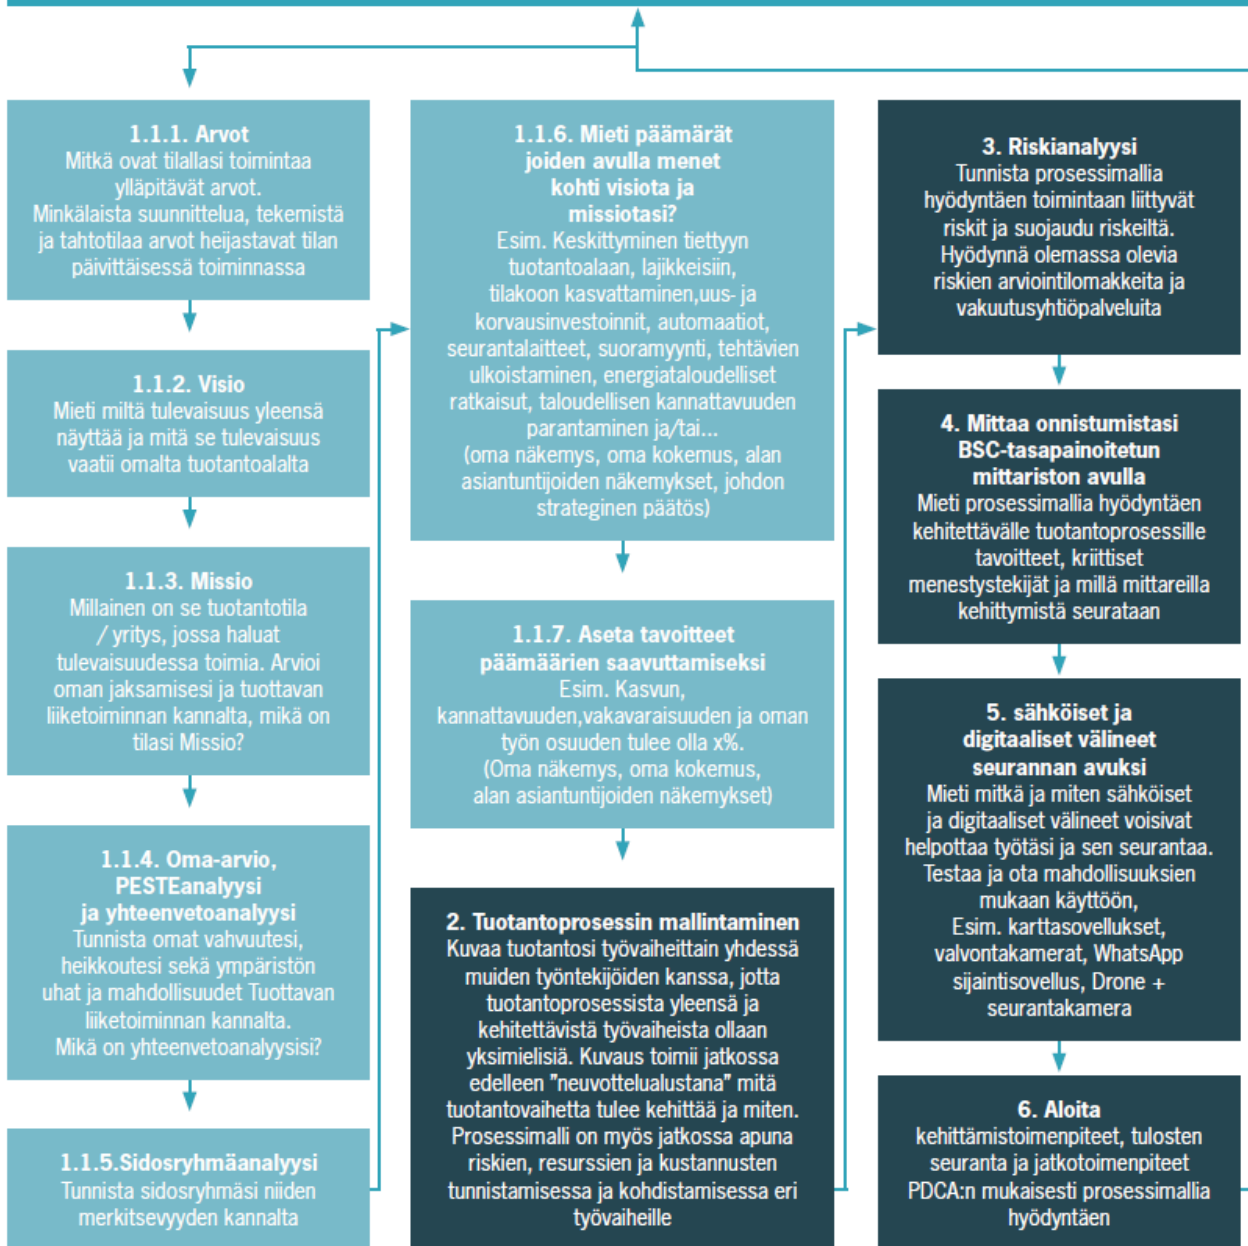 1.1.1. Arvot
Mitkä ovat tilallasi toimintaa
ylläpitävät arvot.
Minkälaista suunnittelua, tekemistä
ja tahtotilaa arvot heijastavat tilan
päivittäisessä toiminnassa
1.1.2. Visio
Mieti miltä tulevaisuus yleensä
näyttää ja mitä se tulevaisuus
vaatii omalta tuotantoalalta
1.1.3. Missio
Millainen on se tuotantotila
/ yritys, jossa haluat
tulevaisuudessa toimia. Arvioi
oman jaksamisesi ja tuottavan
liiketoiminnan kannalta, mikä on
tilasi Missio?
1.1.4. Oma-arvio,
PESTEanalyysi
ja yhteenvetoanalyysi
Tunnista omat vahvuutesi,
heikkoutesi sekä ympäristön
uhat ja mahdollisuudet Tuottavan
liiketoiminnan kannalta.
Mikä on yhteenvetoanalyysisi?
1.1.5.Sidosryhmäanalyysi
Tunnista sidosryhmäsi niiden
merkitsevyyden kannalta
1.1.6. Mieti päämärät
joiden avulla menet
kohti visiota ja
missiotasi?
Esim. Keskittyminen tiettyyn
tuotantoalaan, lajikkeisiin,
tilakoon kasvattaminen,uus- ja
korvausinvestoinnit, automaatiot,
seurantalaitteet, suoramyynti, tehtävien
ulkoistaminen, energiataloudelliset
ratkaisut, taloudellisen kannattavuuden
parantaminen ja/tai...
(oma näkemys, oma kokemus, alan
asiantuntijoiden näkemykset, johdon
strateginen päätös)
1.1.7. Aseta tavoitteet
päämäärien saavuttamiseksi
Esim. Kasvun,
kannattavuuden,vakavaraisuuden ja oman
työn osuuden tulee olla x%.
(Oma näkemys, oma kokemus,
alan asiantuntijoiden näkemykset)
2. Tuotantoprosessin mallintaminen
Kuvaa tuotantosi työvaiheittain yhdessä
muiden työntekijöiden kanssa, jotta
tuotantoprosessista yleensä ja
kehitettävistä työvaiheista ollaan
yksimielisiä. Kuvaus toimii jatkossa
edelleen "neuvottelualustana" mitä
tuotantovaihetta tulee kehittää ja miten.
Prosessimalli on myös jatkossa apuna
riskien, resurssien ja kustannusten
tunnistamisessa ja kohdistamisessa eri
työvaiheille
3. Riskianalyysi
Tunnista prosessimallia
hyödyntäen toimintaan liittyvät
riskit ja suojaudu riskeiltä.
Hyödynnä olemassa olevia
riskien arviointilomakkeita ja
vakuutusyhtiöpalveluita
4. Mittaa onnistumistasi
BSC-tasapainoitetun
mittariston avulla
Mieti prosessimallia hyödyntäen
kehitettävälle tuotantoprosessille
tavoitteet, kriittiset
menestystekijät ja millä mittareilla
kehittymistä seurataan
5. sähköiset ja
digitaaliset välineet
seurannan avuksi
Mieti mitkä ja miten sähköiset
ja digitaaliset välineet voisivat
helpottaa työtäsi ja sen seurantaa.
Testaa ja ota mahdollisuuksien
mukaan käyttöön,
Esim. karttasovellukset,
valvontakamerat, WhatsApp
sijaintisovellus, Drone +
seurantakamera
6. Aloita
kehittämistoimenpiteet, tulosten
seuranta ja jatkotoimenpiteet
PDCA:n mukaisesti prosessimallia
hyödyntäen